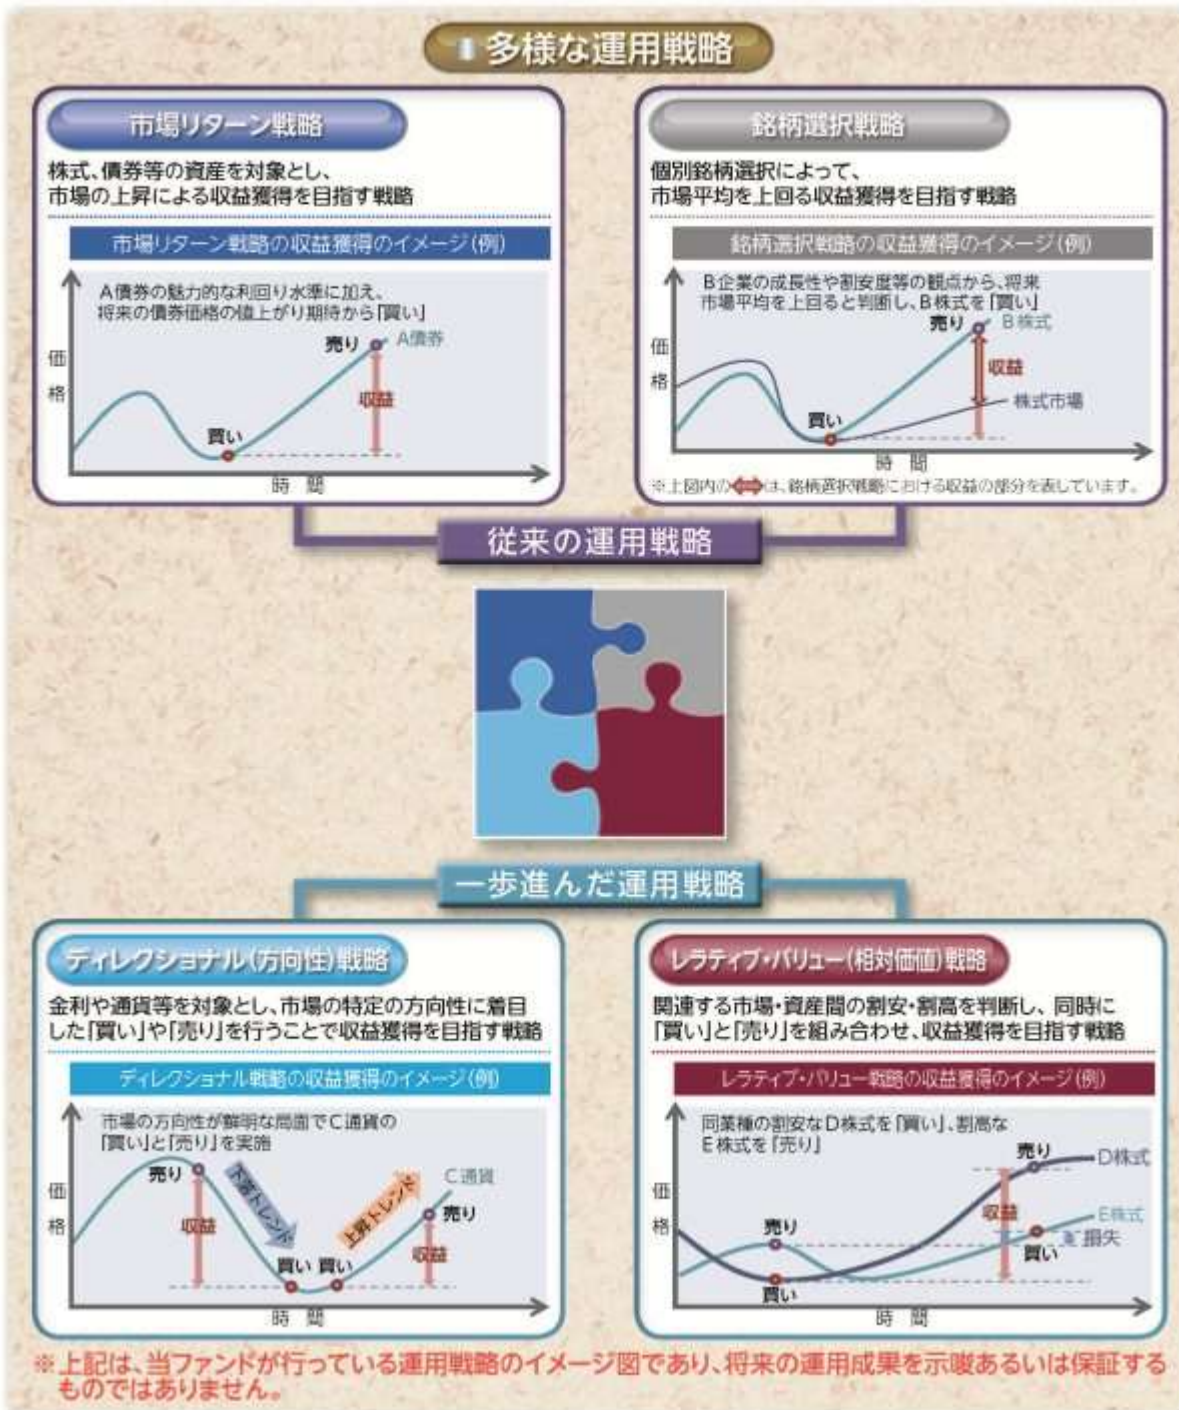 多様な運用戦略
市場リターン戦略
株式、債券等の資産を対象とし、
市場の上昇による収益獲得を目指す戦略
市場リターン戦略の収益獲得のイメージ(例)
A債券の魅力的な利回り水準に加え、
将来の債券価格の値上がり期待から「買い」
価格
売り
A債券
収益
買い
時間
銘柄選択戦略
個別銘柄選択によって、
市場平均を上回る収益獲得を目指す戦略
銘柄選択戦略の収益獲得のイメージ(例)
B企業の成長性や割安度等の観点から、将来
市場平均を上回ると判断し、B株式を「買い」
価格
売り
B株式
収益
株式市場
買い
時間
※上図内の⇔は、銘柄選択戦略における収益の部分を表しています。
従来の運用戦略
一歩進んだ運用戦略
ディレクショナル(方向性)戦略
金利や通貨等を対象とし、市場の特定の方向性に着目
した「買い」や「売り」を行うことで収益獲得を目指す戦略
ディレクショナル戦略の収益獲得のイメージ(例)
市場の方向性が鮮明な局面でC通貨の
「買い」と「売り」を実施
価格
売り
下落トレンド
上昇トレンド
C通貨
売り
収益
買い
買い
収益
時間
レラティブ・バリュー(相対価値)戦略
関連する市場・資産間の割安・割高を判断し、同時に
「買い」と「売り」を組み合わせ、収益獲得を目指す戦略
レラティブ・バリュー戦略の収益獲得のイメージ(例)
同業種の割安なD株式を「買い」、割高な
E株式を「売り」
価格
売り
D株式
収益
E株式
売り
損失
買い
買い
時間
※上記は、当ファンドが行っている運用戦略のイメージ図であり、将来の運用成果を示唆あるいは保証する
ものではありません。